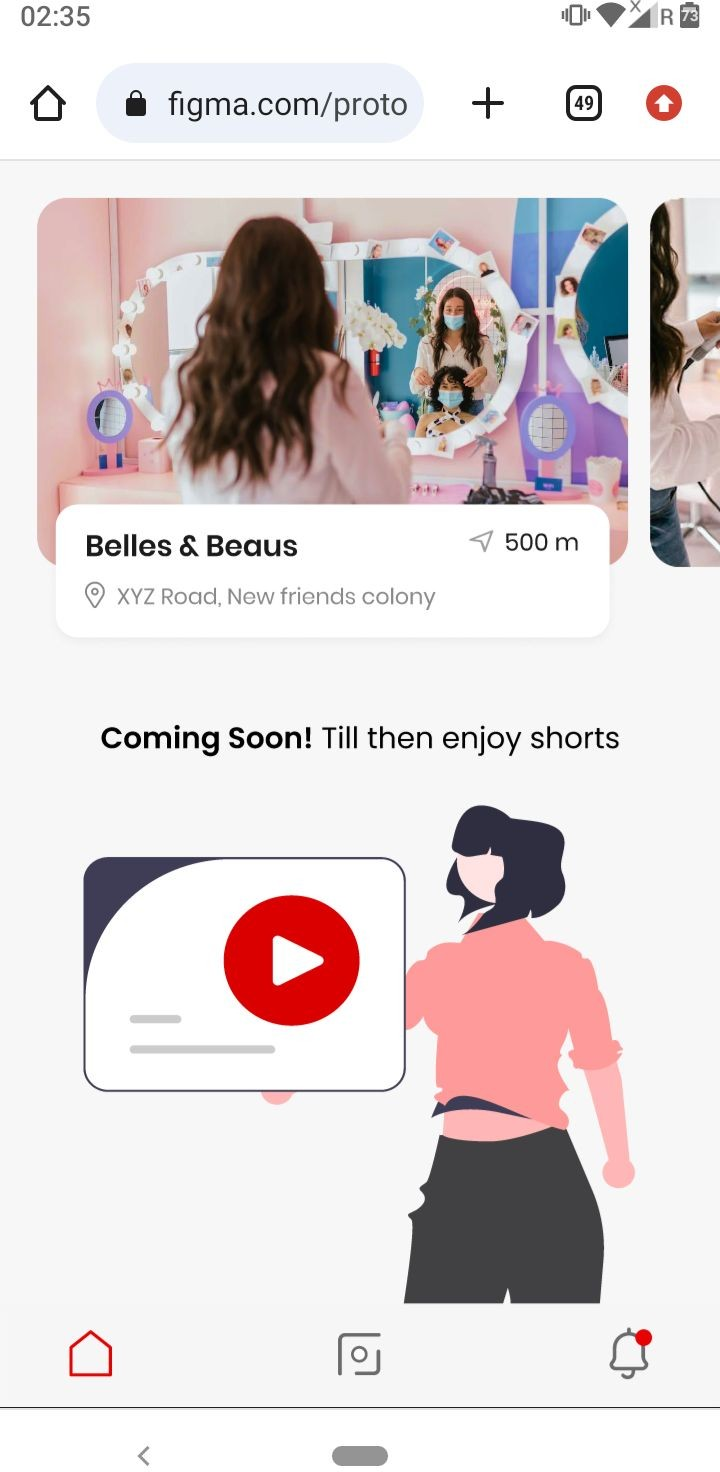 02:35
X
R
73
figma.com/proto
49
Belles & Beaus
500 m
XYZ Road, New friends colony
Coming Soon! Till then enjoy shorts